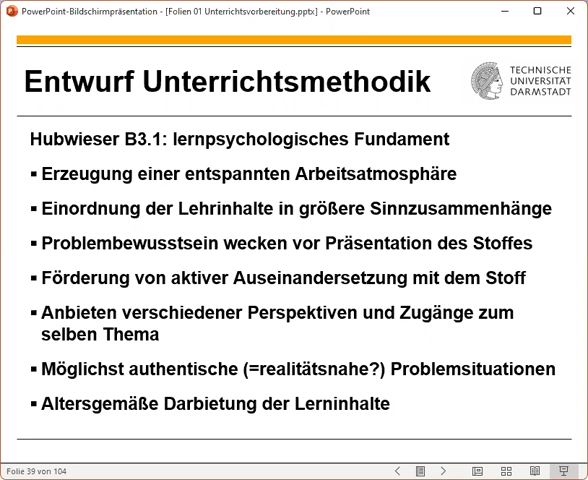 PowerPoint-Bildschirmpräsentation - [Folien 01 Unterrichtsvorbereitung.pptx] - PowerPoint
Entwurf Unterrichtsmethodik
TECHNISCHE
UNIVERSITÄT
DARMSTADT
Hubwieser B3.1: lernpsychologisches Fundament
▪ Erzeugung einer entspannten Arbeitsatmosphäre
▪ Einordnung der Lehrinhalte in größere Sinnzusammenhänge
▪ Problembewusstsein wecken vor Präsentation des Stoffes
▪ Förderung von aktiver Auseinandersetzung mit dem Stoff
▪ Anbieten verschiedener Perspektiven und Zugänge zum
selben Thema
▪ Möglichst authentische (=realitätsnahe?) Problemsituationen
▪ Altersgemäße Darbietung der Lerninhalte
Folie 39 von 104